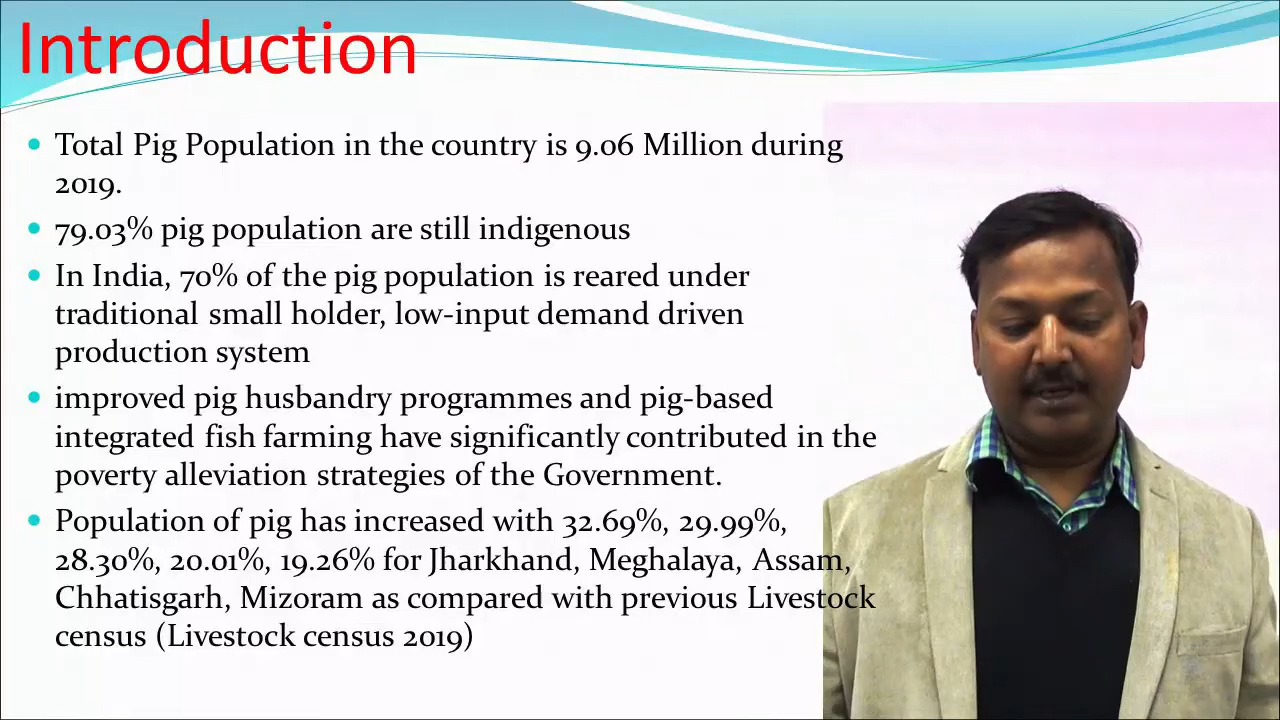 Introduction
Total Pig Population in the country is 9.06 Million during
2019.
79.03% pig population are still indigenous
In India, 70% of the pig population is reared under
traditional small holder, low-input demand driven
production system
improved pig husbandry programmes and pig-based
integrated fish farming have significantly contributed in the
poverty alleviation strategies of the Government.
Population of pig has increased with 32.69%, 29.99%,
28.30%, 20.01%, 19.26% for Jharkhand, Meghalaya, Assam,
Chhatisgarh, Mizoram as compared with previous Livestock
census (Livestock census 2019)